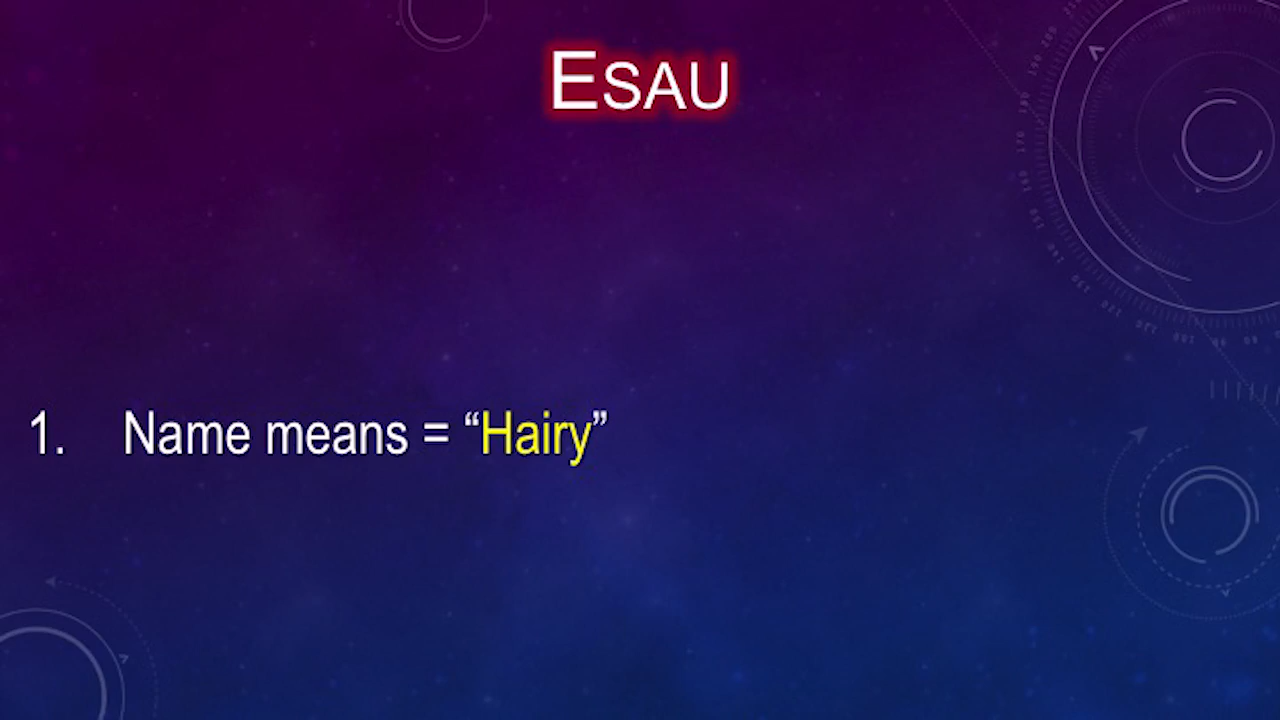 ESAU
1. Name means = “Hairy”